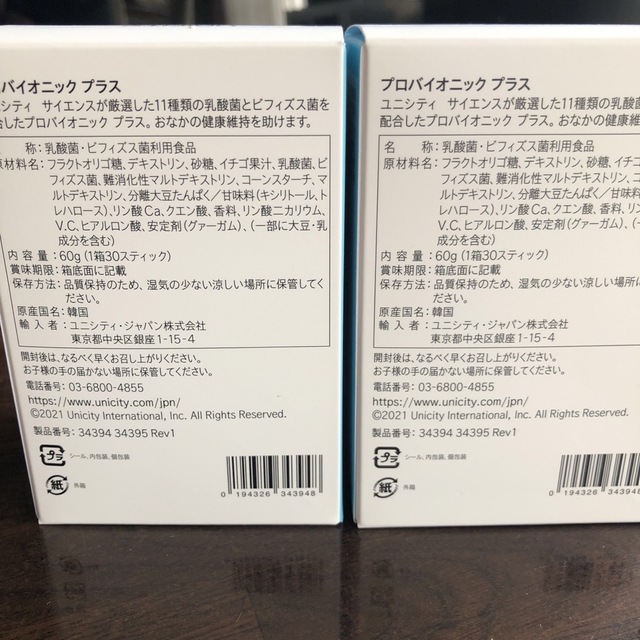 バイオニック プラス
シティ サイエンスが厳選した11種類の乳酸菌とビフィズス菌を
合したプロバイオニック プラス。おなかの健康維持を助けます。
称：乳酸菌・ビフィズス菌利用食品
原材料名：フラクトオリゴ糖、デキストリン、砂糖、イチゴ果汁、乳酸菌、ビ
フィズス菌、難消化性マルトデキストリン、コーンスターチ、マ
ルトデキストリン、分離大豆たんぱく／甘味料(キシリトール、ト
レハロース)、リン酸Ca、クエン酸、香料、リン酸ニカリウム、
V.C、ヒアルロン酸、安定剤(グァーガム)、(一部に大豆・乳
成分を含む)
内 容 量：60g (1箱30スティック)
賞味期限：箱底面に記載
保存方法：品質保持のため、湿気の少ない涼しい場所に保管してく
ださい。
原産国名：韓国
輸 入 者：ユニシティ・ジャパン株式会社
東京都中央区銀座1-15-4
開封後は、なるべく早くお召し上がりください。
お子様の手の届かない場所に保管してください。
電話番号：03-6800-4855
https://www.unicity.com/jpn/
©2021 Unicity International, Inc. All Rights Reserved.
製品番号：34394 34395 Rev1
プラ シール、内包装、個包装
紙 外箱
0 194326 343948
プロバイオニック プラス
ユニシティ サイエンスが厳選した11種類の乳酸
配合したプロバイオニック プラス。おなかの健康維
名 称：乳酸菌・ビフィズス菌利用食品
原材料名：フラクトオリゴ糖、デキストリン、砂糖、イチゴ
フィズス菌、難消化性マルトデキストリン、コ
ルトデキストリン、分離大豆たんぱく／甘味
レハロース)、リン酸Ca、クエン酸、香料、リン
V.C、ヒアルロン酸、安定剤(グァーガム)、
成分を含む)
内 容 量：60g (1箱30スティック)
賞味期限：箱底面に記載
保存方法：品質保持のため、湿気の少ない涼しい場所
ださい。
原産国名：韓国
輸 入 者：ユニシティ・ジャパン株式会社
東京都中央区銀座1-15-4
開封後は、なるべく早くお召し上がりください。
お子様の手の届かない場所に保管してください。
電話番号：03-6800-4855
https://www.unicity.com/jpn/
©2021 Unicity International, Inc. All Rights Re
製品番号：34394 34395 Rev1
プラ シール、内包装、個包装
紙 外箱
0 194326 34